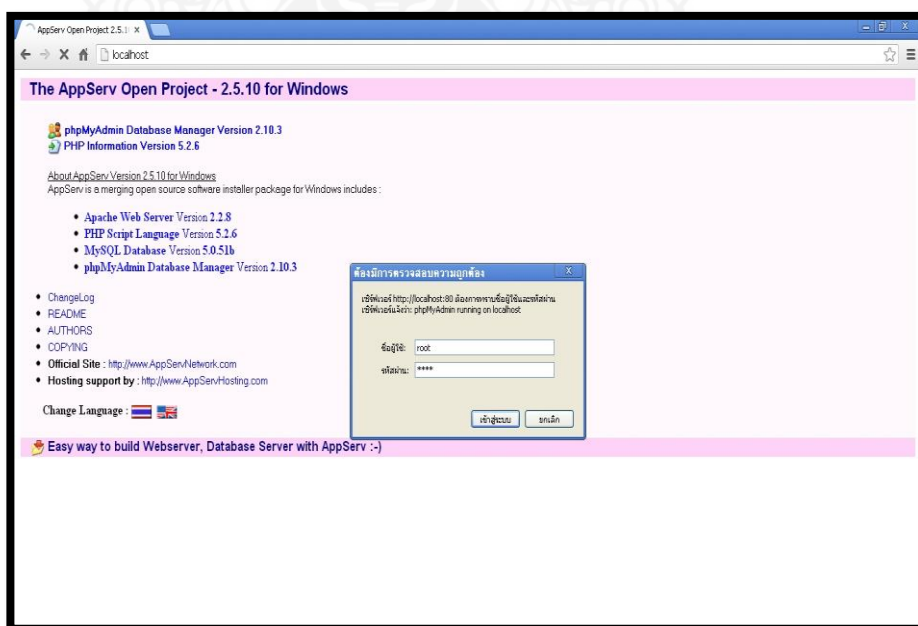 AppServ Open Project 2.5.1
localhost
The AppServ Open Project - 2.5.10 for Windows
phpMyAdmin Database Manager Version 2.10.3
PHP Information Version 5.2.6
About AppServ Version 2.5.10 for Windows
AppServ is a merging open source software installer package for Windows includes :
Apache Web Server Version 2.2.8
PHP Script Language Version 5.2.6
MySQL Database Version 5.0.51b
phpMyAdmin Database Manager Version 2.10.3
ChangeLog
README
AUTHORS
COPYING
Official Site : http://www.AppServNetwork.com
Hosting support by : http://www.AppServHosting.com
Change Language :
Easy way to build Webserver, Database Server with AppServ :-)
ต้องมีการตรวจสอบความถูกต้อง
เซิร์ฟเวอร์ http://localhost:80 ต้องการทราบชื่อผู้ใช้และรหัสผ่าน
เซิร์ฟเวอร์แจ้งว่า: phpMyAdmin running on localhost
ชื่อผู้ใช้: root
รหัสผ่าน: ****
เข้าสู่ระบบ ยกเลิก